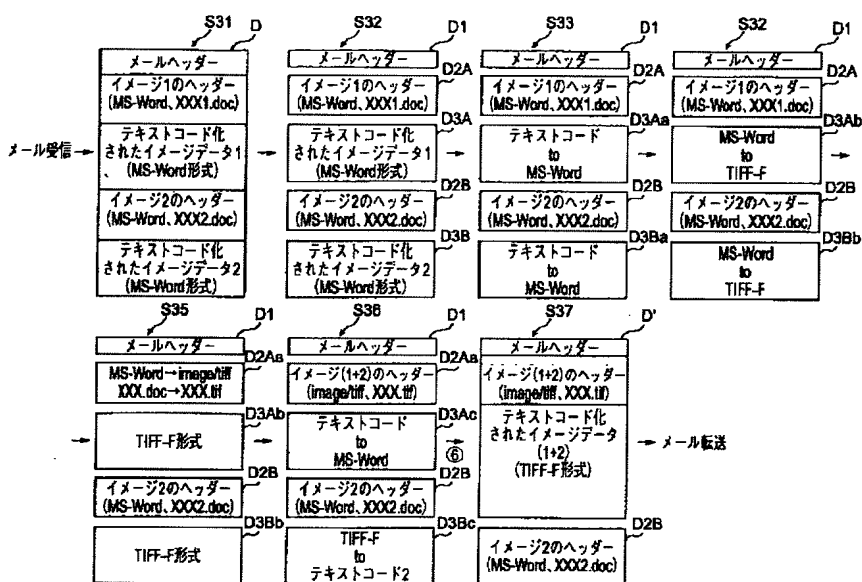 S31
D
メールヘッダー
イメージ1のヘッダー
(MS-Word、XXX1.doc)
テキストコード化
されたイメージデータ1
、(MS-Word形式)
イメージ2のヘッダー
(MS-Word、XXX2.doc)
テキストコード化
されたイメージデータ2
(MS-Word形式)
メール受信
S32
D1
メールヘッダー
D2A
イメージ1のヘッダー
(MS-Word、XXX1.doc)
D3A
テキストコード化
されたイメージデータ1
(MS-Word形式)
D2B
イメージ2のヘッダー
(MS-Word、XXX2.doc)
D3B
テキストコード化
されたイメージデータ2
(MS-Word形式)
S33
D1
メールヘッダー
D2A
イメージ1のヘッダー
(MS-Word、XXX1.doc)
D3Aa
テキストコード
to
MS-Word
D2B
イメージ2のヘッダー
(MS-Word、XXX2.doc)
D3Ba
テキストコード
to
MS-Word
S32
D1
メールヘッダー
D2A
イメージ1のヘッダー
(MS-Word、XXX1.doc)
D3Ab
MS-Word
to
TIFF-F
D2B
イメージ2のヘッダー
(MS-Word、XXX2.doc)
D3Bb
MS-Word
to
TIFF-F
S35
D1
メールヘッダー
D2Aa
MS-Word→image/tiff
XXX.doc→XXX.tif
D3Ab
TIFF-F形式
D2B
イメージ2のヘッダー
(MS-Word、XXX2.doc)
D3Bb
TIFF-F形式
S36
D1
メールヘッダー
D2Aa
イメージ(1+2)のヘッダー
(image/tiff、XXX.tif)
D3Ac
テキストコード
to
MS-Word
⑥
D2B
イメージ2のヘッダー
(MS-Word、XXX2.doc)
D3Bc
TIFF-F
to
テキストコード2
S37
D'
メールヘッダー
イメージ(1+2)のヘッダー
(image/tiff、XXX.tif)
テキストコード化
されたイメージデータ
(1+2)
(TIFF-F形式)
メール転送
D2B
イメージ2のヘッダー
(MS-Word、XXX2.doc)